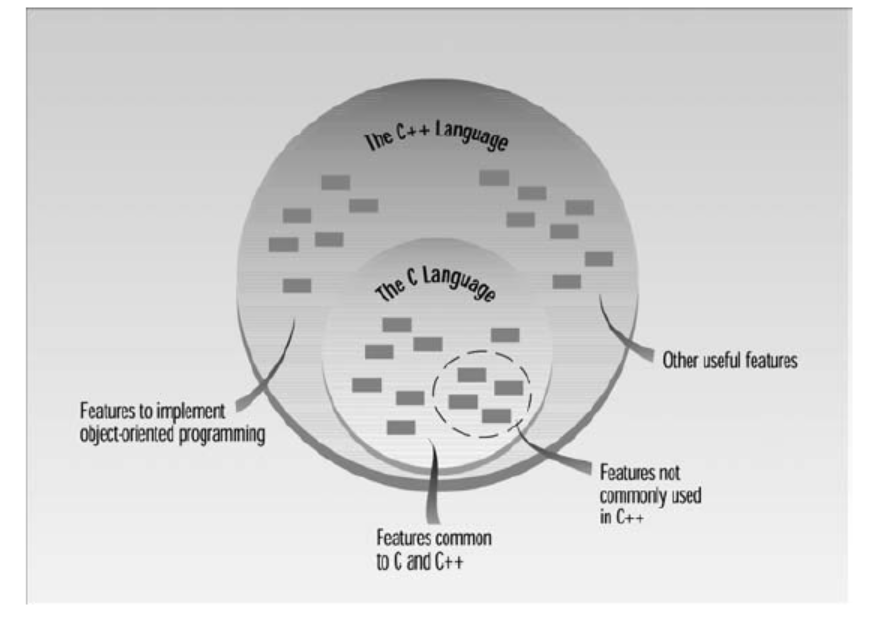 The C++ Language
The C Language
Other useful features
Features to implement
object-oriented programming
Features not
commonly used
in C++
Features common
to C and C++